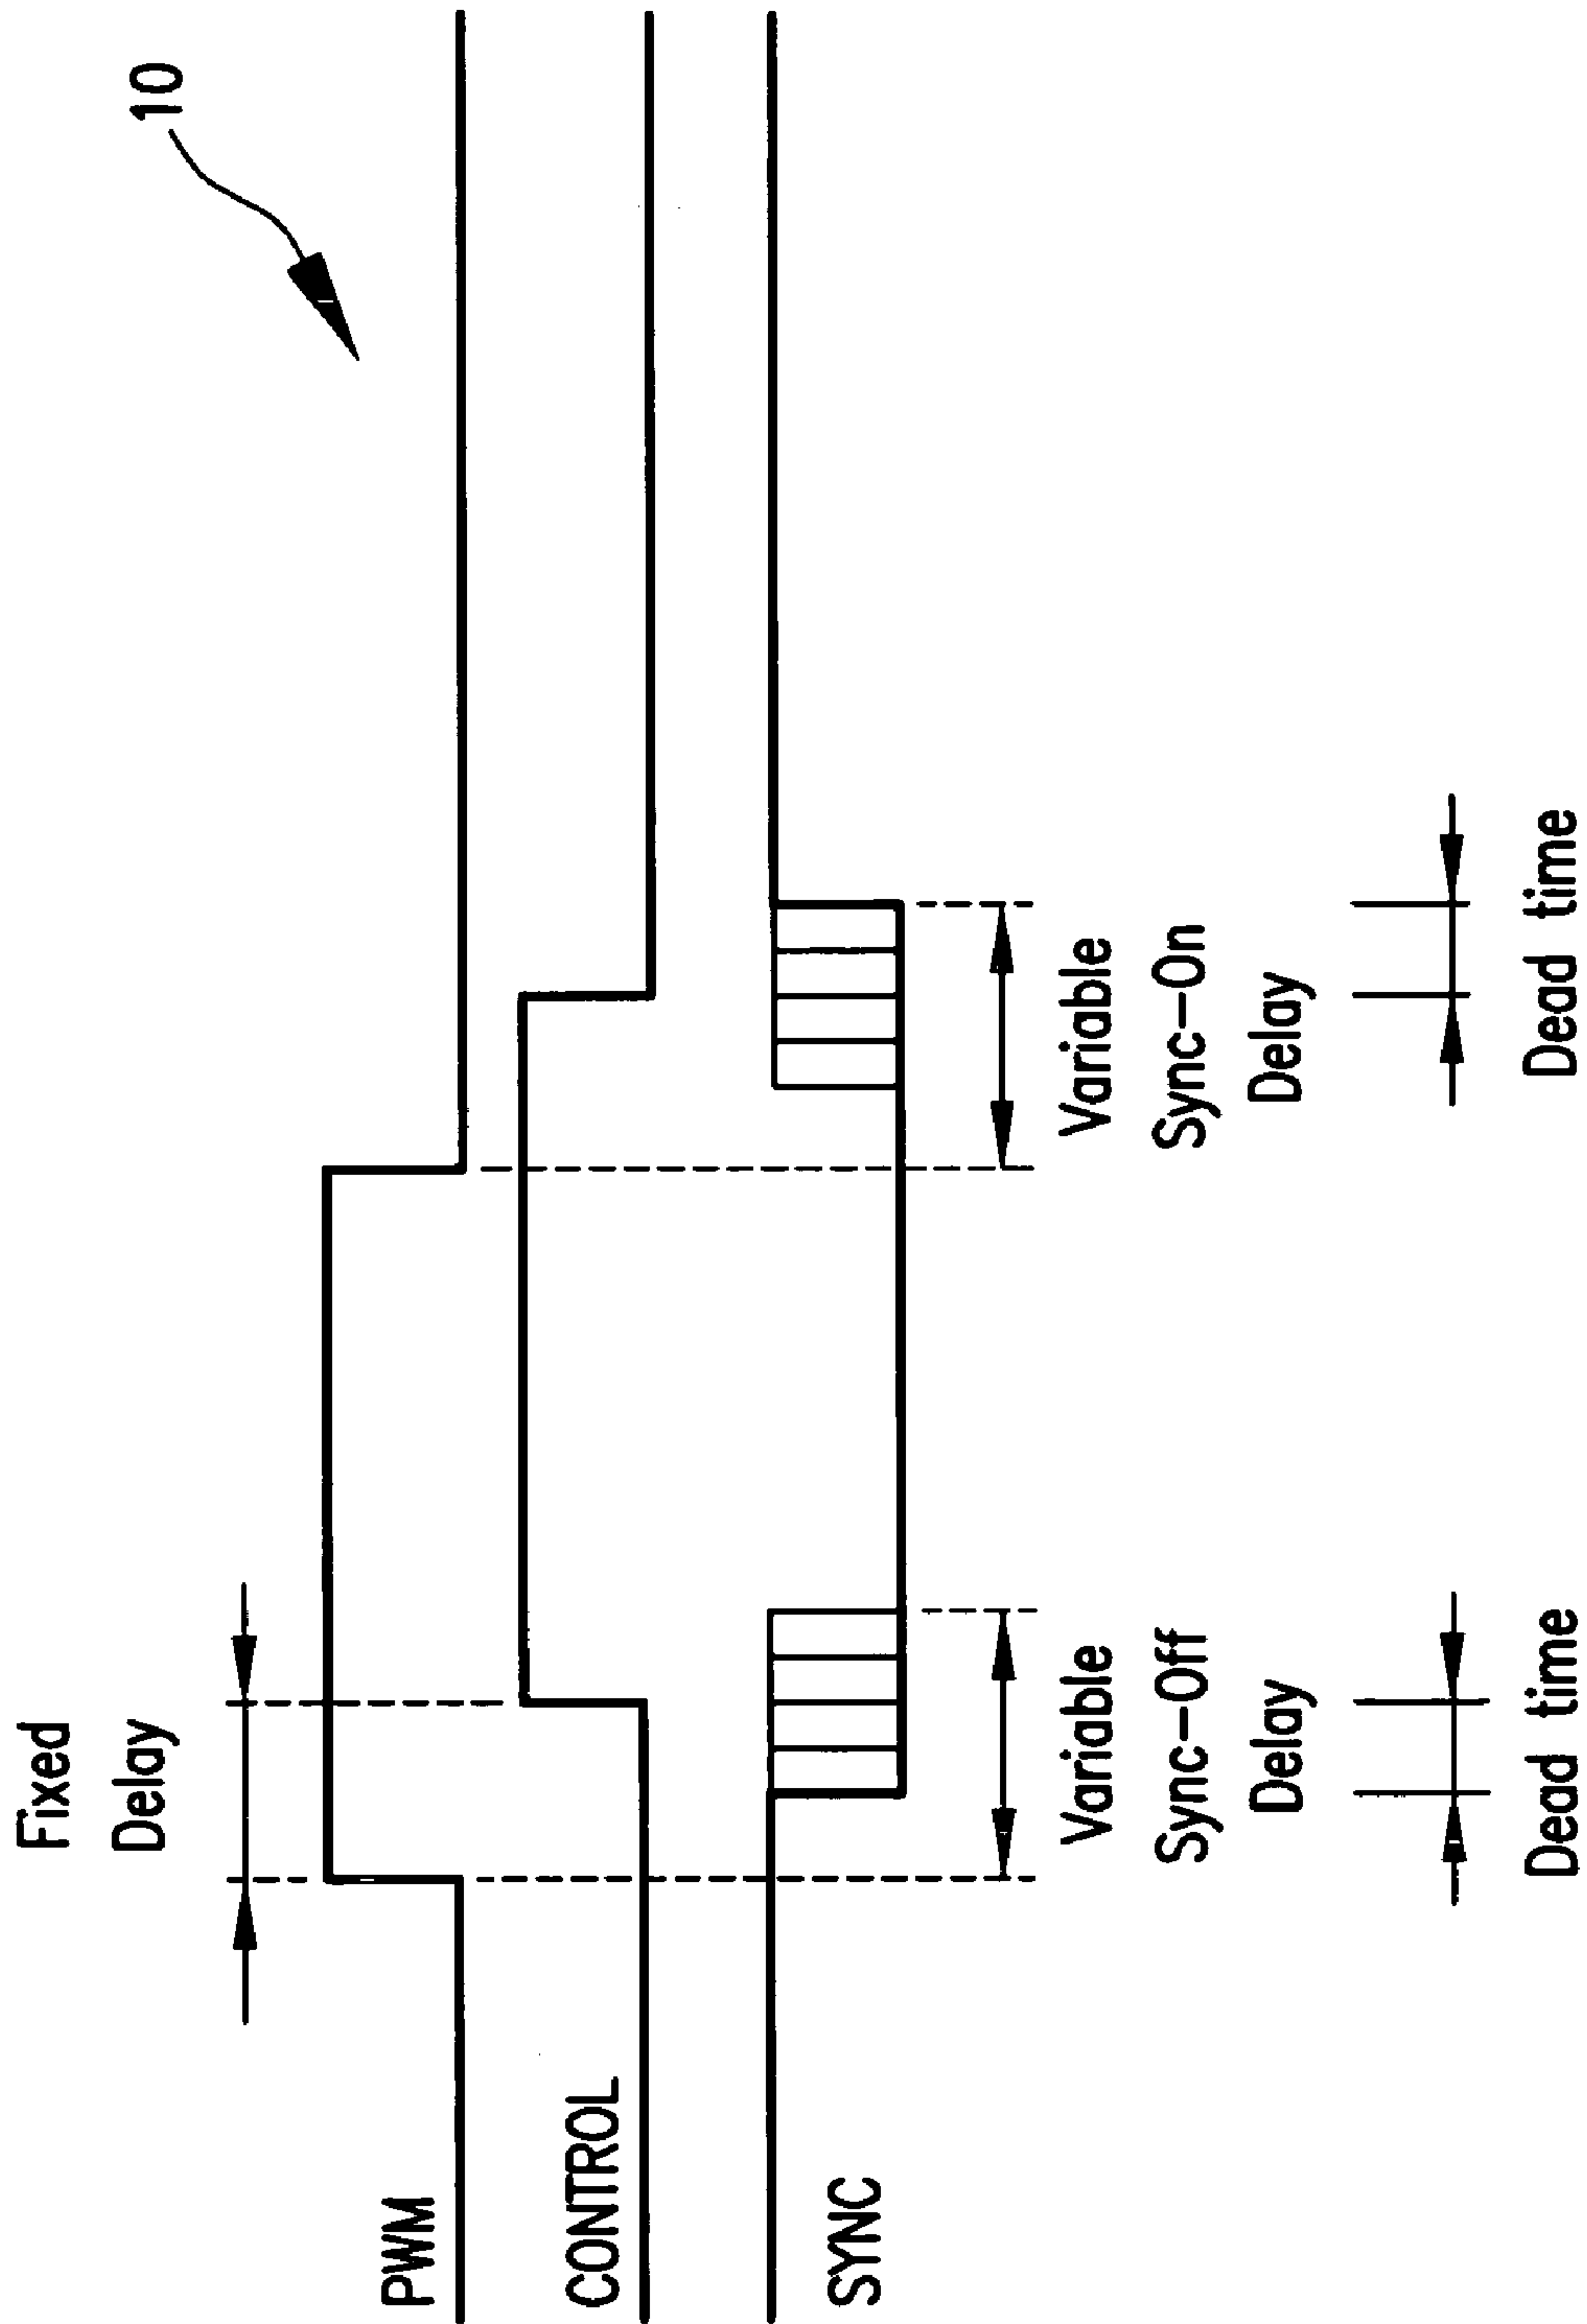 10
Fixed
Delay
PWM
CONTROL
SYNC
Variable
Sync-Off
Delay
Variable
Sync-On
Delay
Dead time
Dead time